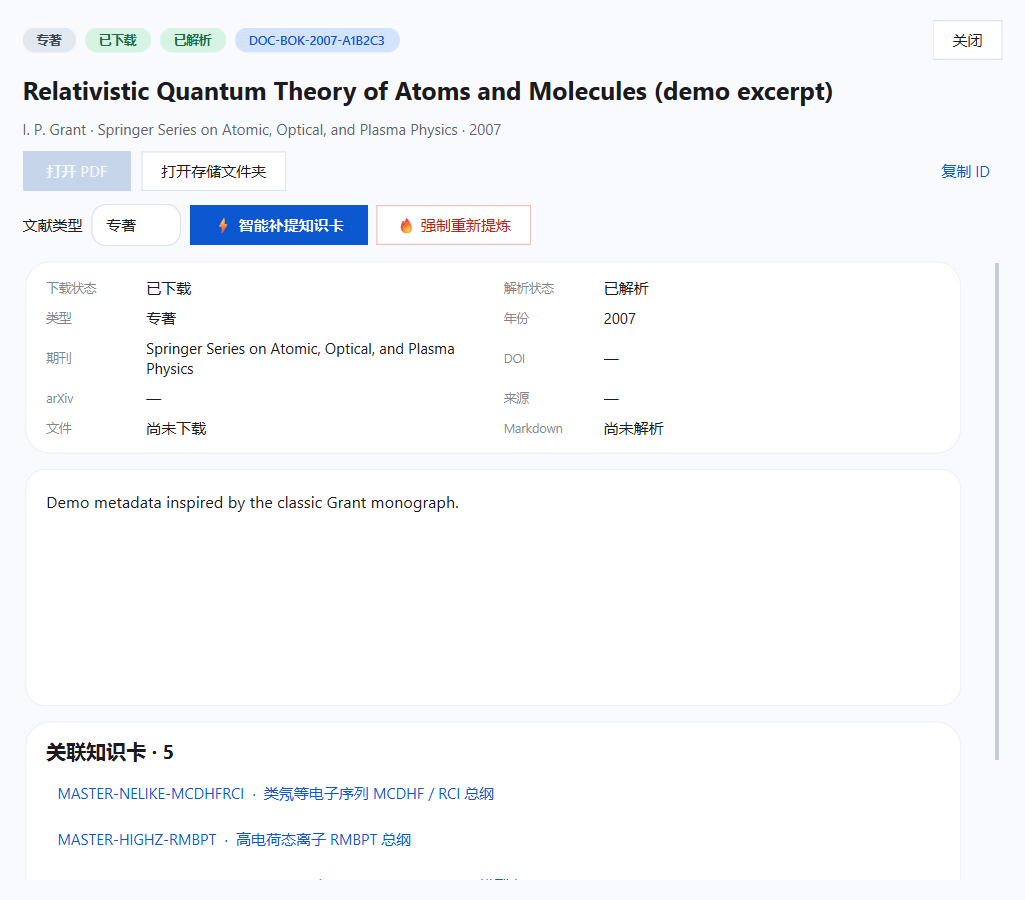 专著 已下载 已解析 DOC-BOK-2007-A1B2C3 关闭
Relativistic Quantum Theory of Atoms and Molecules (demo excerpt)
I. P. Grant · Springer Series on Atomic, Optical, and Plasma Physics · 2007
打开 PDF 打开存储文件夹 复制 ID
文献类型 专著 智能补提知识卡 强制重新提炼
下载状态 已下载 解析状态 已解析
类型 专著 年份 2007
期刊 Springer Series on Atomic, Optical, and Plasma
Physics DOI —
arXiv — 来源 —
文件 尚未下载 Markdown 尚未解析
Demo metadata inspired by the classic Grant monograph.
关联知识卡 · 5
MASTER-NELIKE-MCDHFRCI · 类氖等电子序列 MCDHF / RCI 总纲
MASTER-HIGHZ-RMBPT · 高电荷态离子 RMBPT 总纲